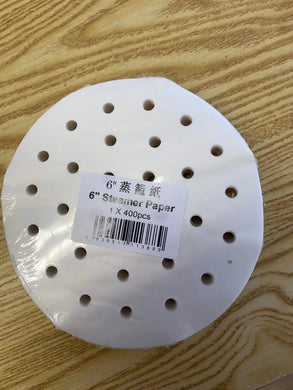 6" 蒸籠紙
6" Steamer Paper
1 X 400pcs